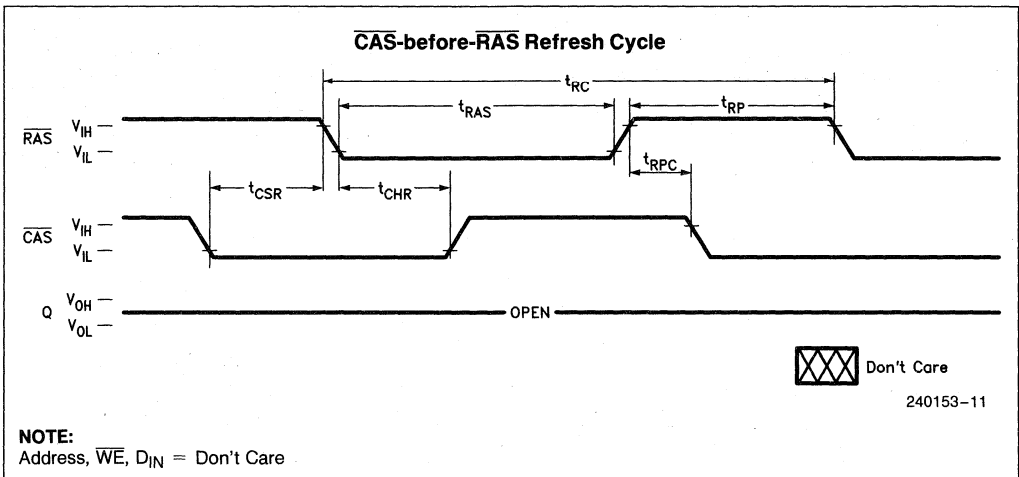 CAS-before-RAS Refresh Cycle
tRC
tRAS
tRP
RAS
VIH
VIL
tRPC
tCSR
tCHR
CAS
VIH
VIL
Q
VOH
VOL
OPEN
Don't Care
240153-11
NOTE:
Address, WE, DIN = Don't Care